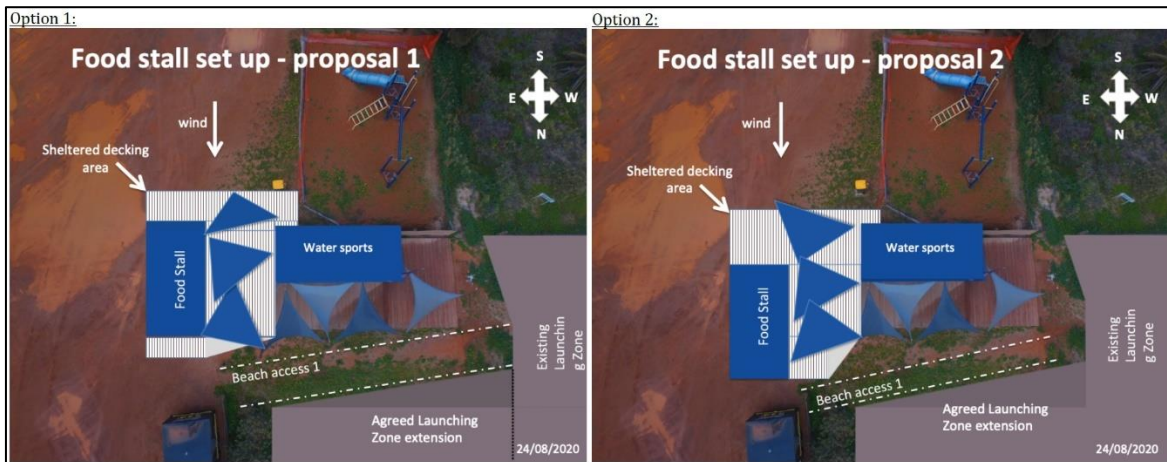 Option 1:
Food stall set up - proposal 1
S
E W
N
wind
Sheltered decking
area
Food Stall
Water sports
Beach access 1
Existing
Launchin
g Zone
Agreed Launching
Zone extension
24/08/2020
Option 2:
Food stall set up - proposal 2
S
E W
N
wind
Sheltered decking
area
Food Stall
Water sports
Beach access 1
Existing
Launchin
g Zone
Agreed Launching
Zone extension
24/08/2020